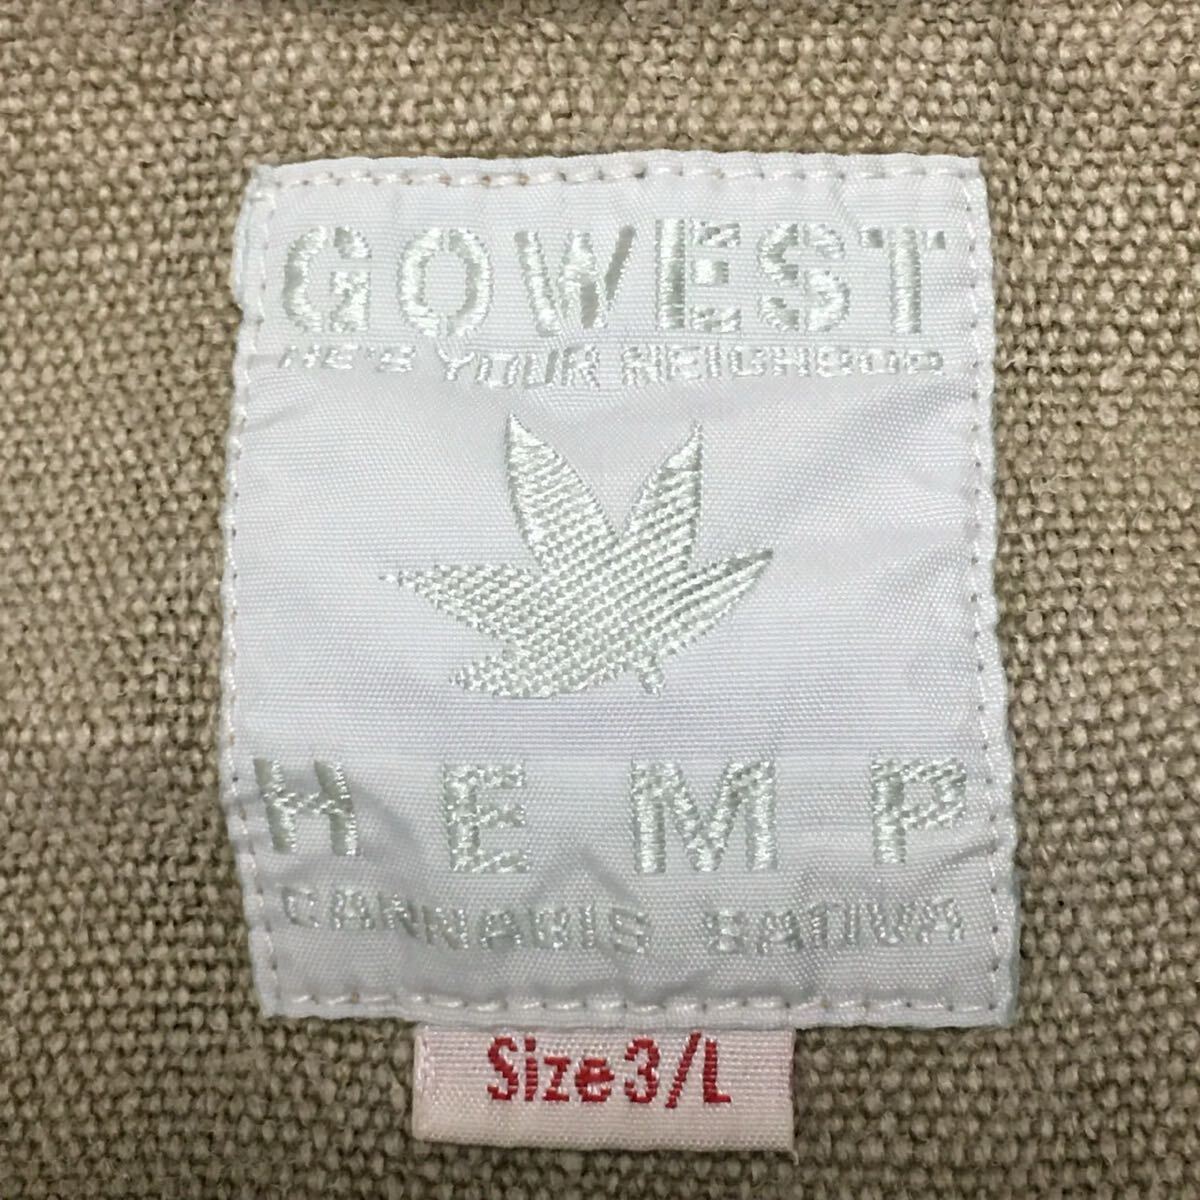 GOWEST
HE'S YOUR NEIGHBOR
HEMP
CANNABIS SATIVA
Size 3/L